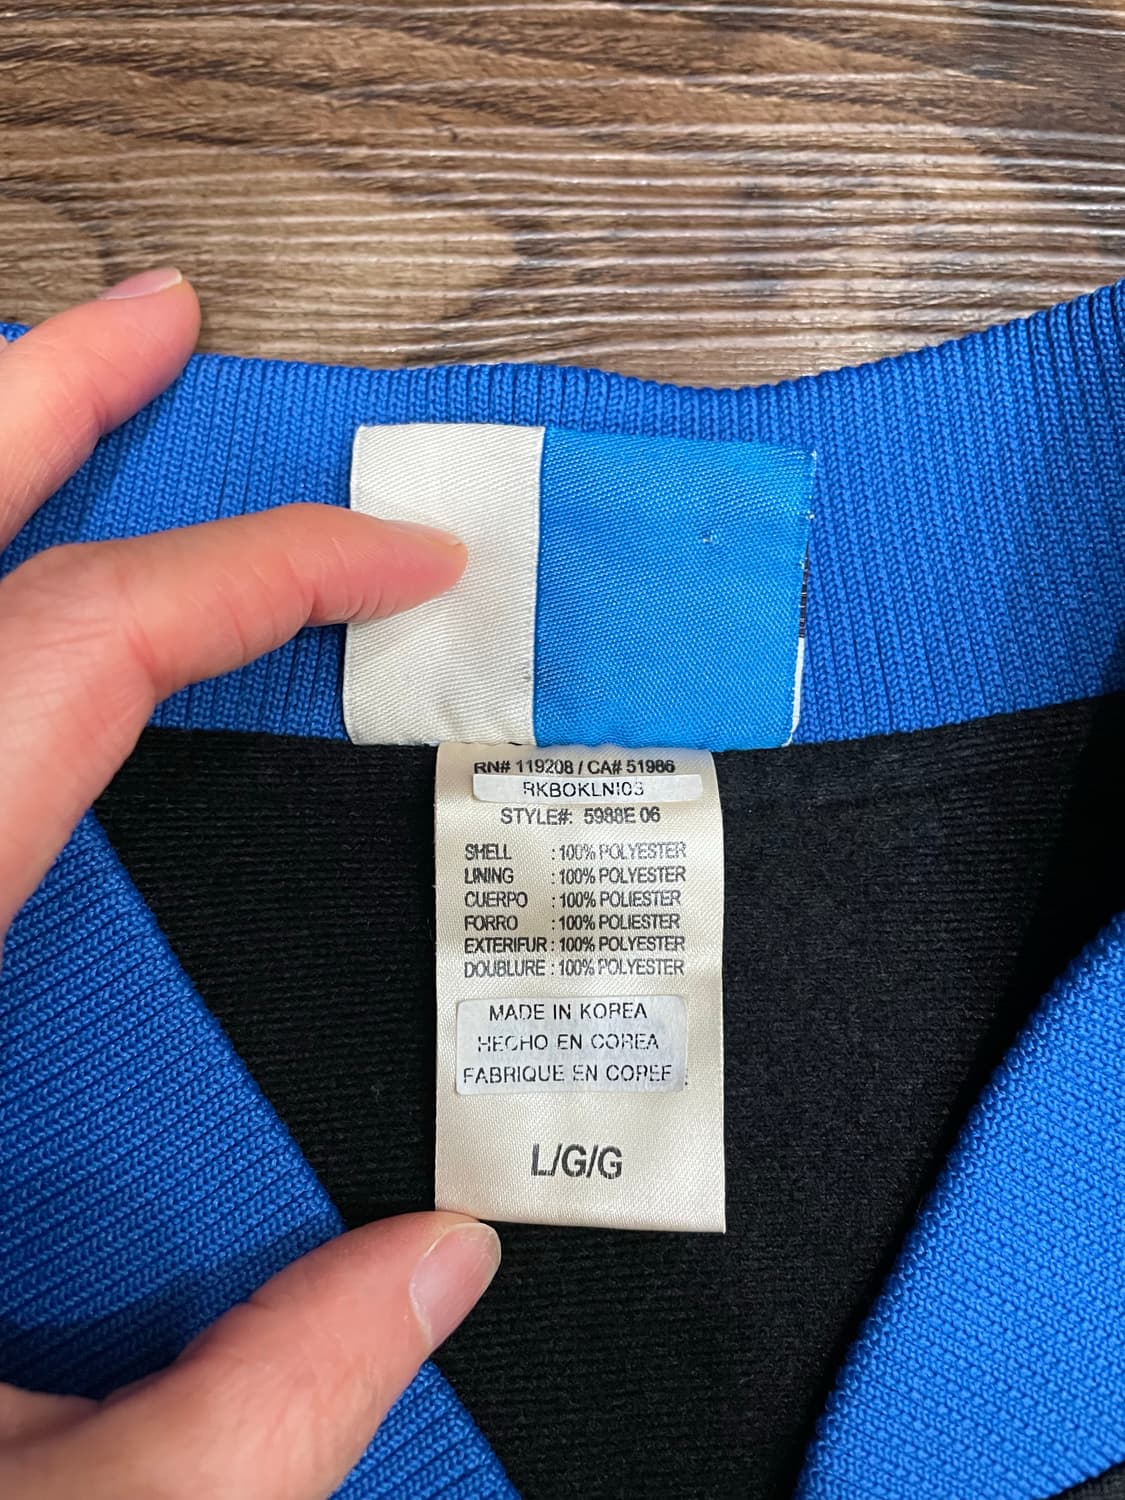 RN# 119208 / CA# 51986
RKBOKLNI03
STYLE#: 5988E 06
SHELL : 100% POLYESTER
LINING : 100% POLYESTER
CUERPO : 100% POLIESTER
FORRO : 100% POLIESTER
EXTERIFUR : 100% POLYESTER
DOUBLURE : 100% POLYESTER
MADE IN KOREA
HECHO EN COREA
FABRIQUE EN COREE
L/G/G